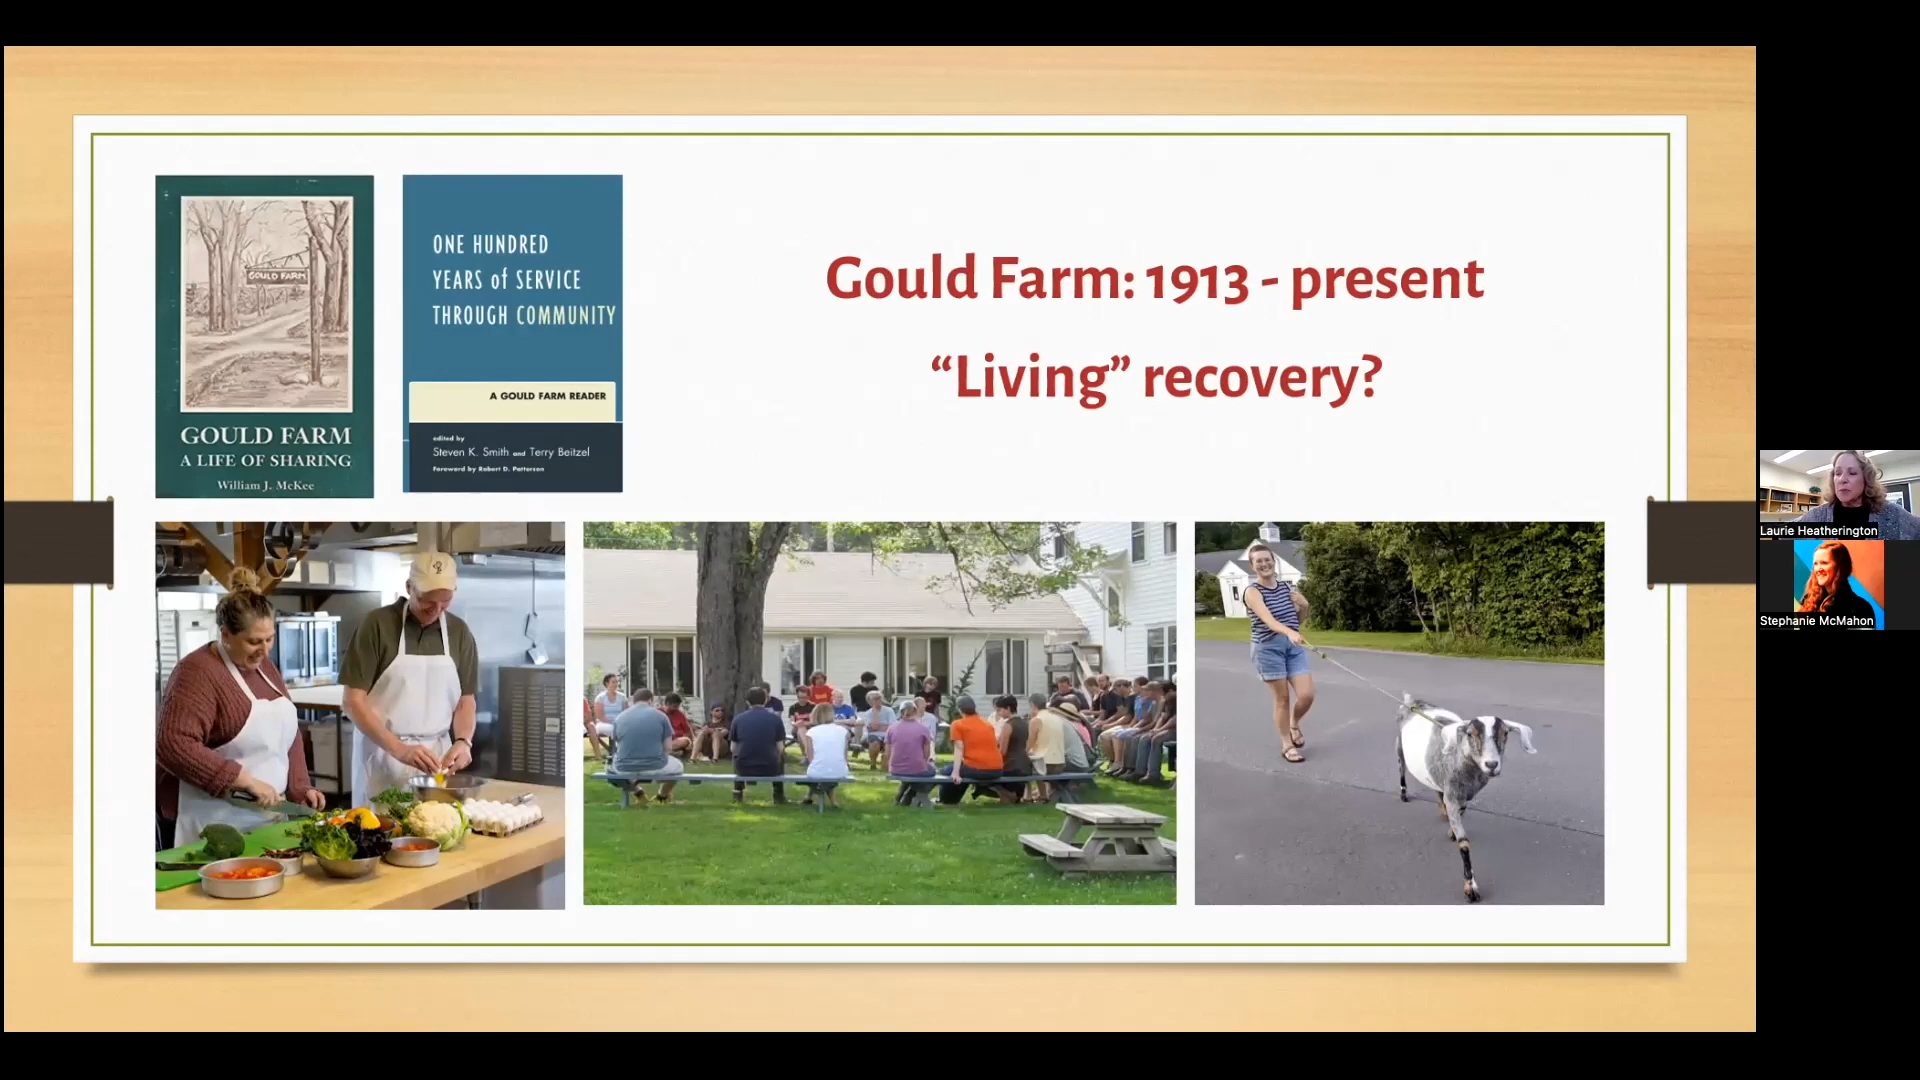 GOULD FARM
GOULD FARM
A LIFE OF SHARING
William J. McKee
ONE HUNDRED
YEARS of SERVICE
THROUGH COMMUNITY
A GOULD FARM READER
edited by
Steven K. Smith and Terry Beitzel
Foreword by Robert D. Patterson
Gould Farm: 1913 - present
“Living” recovery?
Laurie Heatherington
Stephanie McMahon